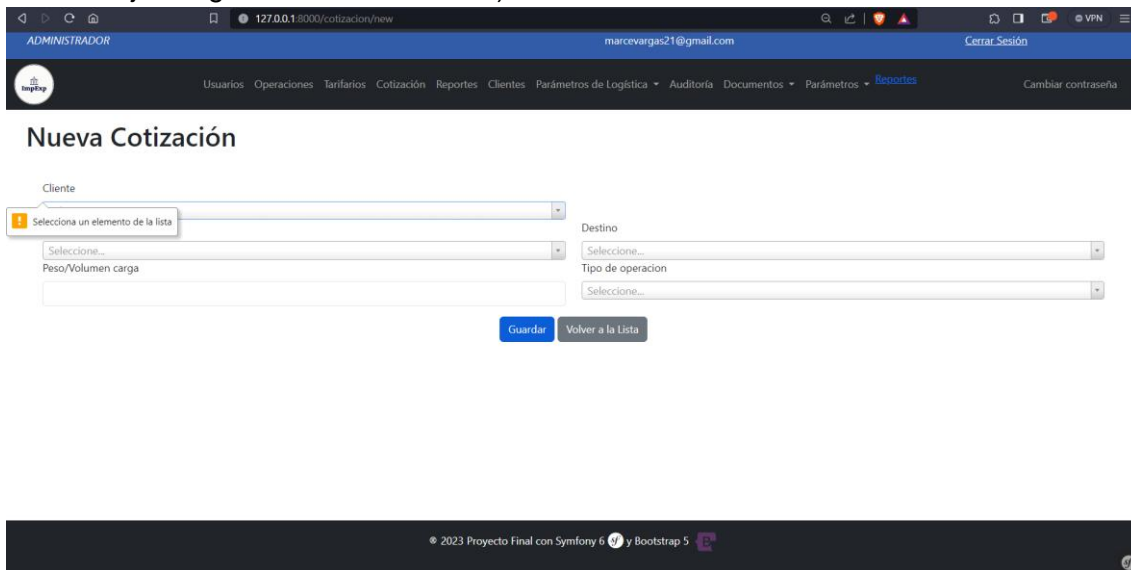 127.0.0.1:8000/cotizacion/new
VPN
ADMINISTRADOR
marcevargas21@gmail.com
Cerrar Sesión
ImpExp
Usuarios Operaciones Tarifarios Cotización Reportes Clientes Parámetros de Logística Auditoría Documentos Parámetros Reportes
Cambiar contraseña
Nueva Cotización
Cliente
Selecciona un elemento de la lista
Destino
Seleccione...
Seleccione...
Peso/Volumen carga
Tipo de operacion
Seleccione...
Guardar
Volver a la Lista
® 2023 Proyecto Final con Symfony 6 y Bootstrap 5